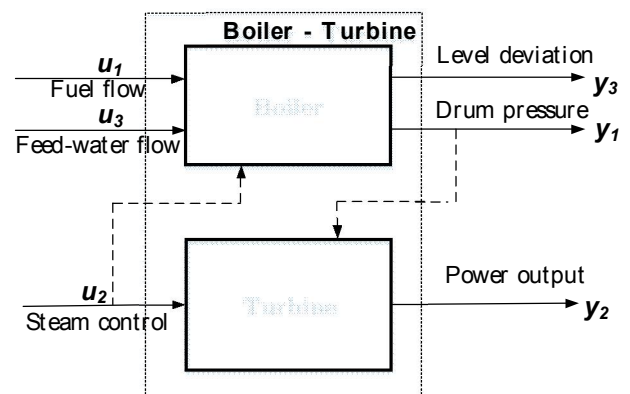 Boiler - Turbine
u1
Fuel flow
u3
Feed-water flow
Boiler
Level deviation
y3
Drum pressure
y1
u2
Steam control
Turbine
Power output
y2